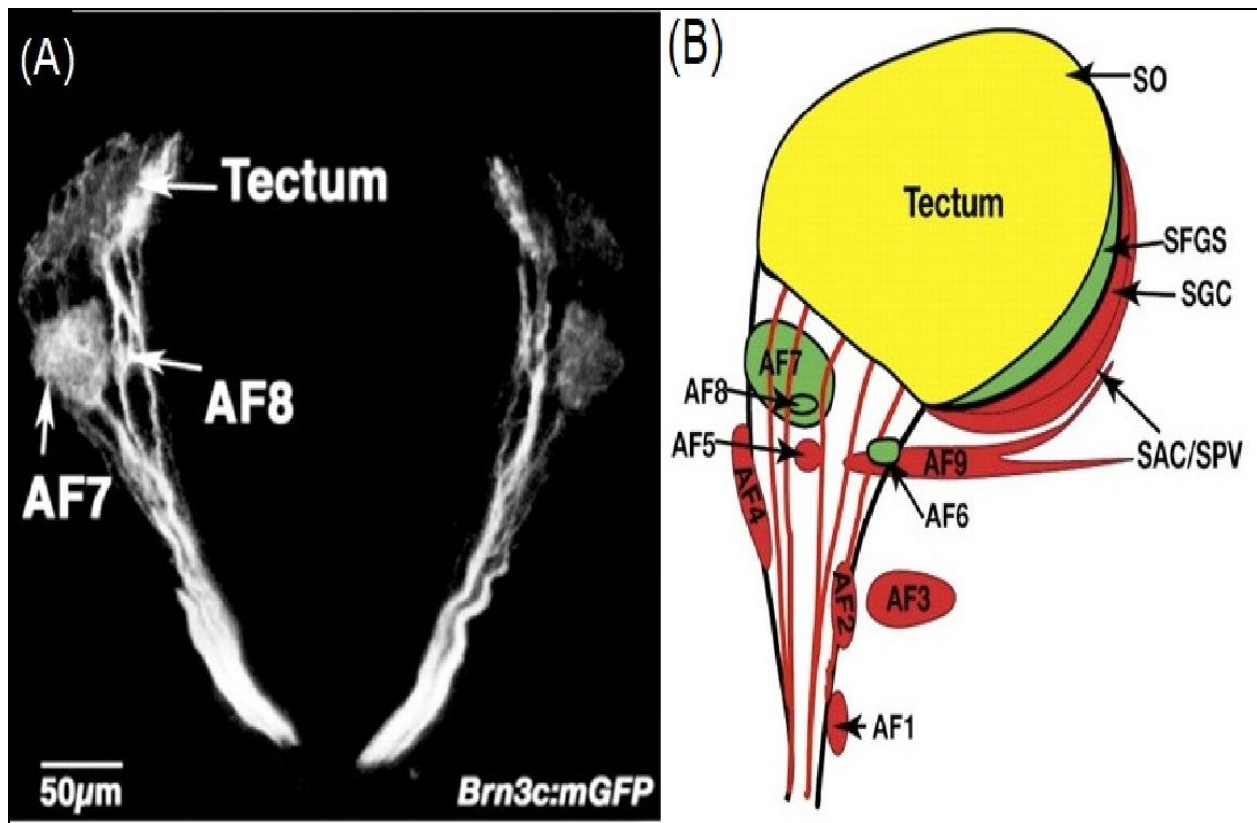 (A)
Tectum
AF8
AF7
50µm
Brn3c:mGFP
(B)
SO
Tectum
SFGS
SGC
AF7
AF8
AF5
SAC/SPV
AF9
AF4
AF6
AF2
AF3
AF1